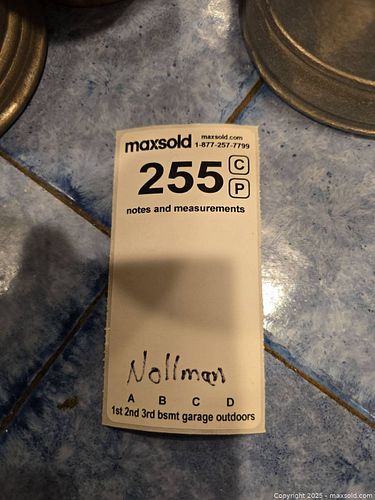 maxsold maxsold.com
1-877-257-7799
255 C
P
notes and measurements
Nollman
A B C D
1st 2nd 3rd bsmt garage outdoors
Copyright 2025 - maxsold.com